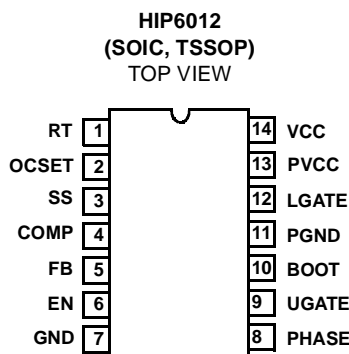 HIP6012
(SOIC, TSSOP)
TOP VIEW
RT 1 14 VCC
OCSET 2 13 PVCC
SS 3 12 LGATE
COMP 4 11 PGND
FB 5 10 BOOT
EN 6 9 UGATE
GND 7 8 PHASE